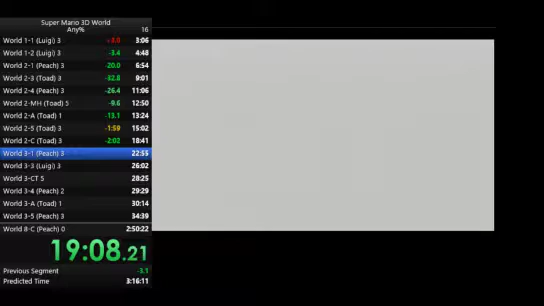 Super Mario 3D World
Any% 16
World 1-1 (Luigi) 3 +3.0 3:06
World 1-2 (Luigi) 3 -3.4 4:48
World 2-1 (Peach) 3 -20.0 6:54
World 2-3 (Toad) 3 -32.8 9:01
World 2-4 (Peach) 3 -26.4 11:06
World 2-MH (Toad) 5 -9.6 12:50
World 2-A (Toad) 1 -13.1 13:24
World 2-5 (Toad) 3 -1:59 15:02
World 2-C (Toad) 3 -2:02 18:41
World 3-1 (Peach) 3 22:55
World 3-3 (Luigi) 3 26:02
World 3-CT 5 28:25
World 3-4 (Peach) 2 29:29
World 3-A (Toad) 1 30:14
World 3-5 (Peach) 3 34:39
World 8-C (Peach) 0 2:50:22
19:08.21
Previous Segment -3.1
Predicted Time 3:16:11